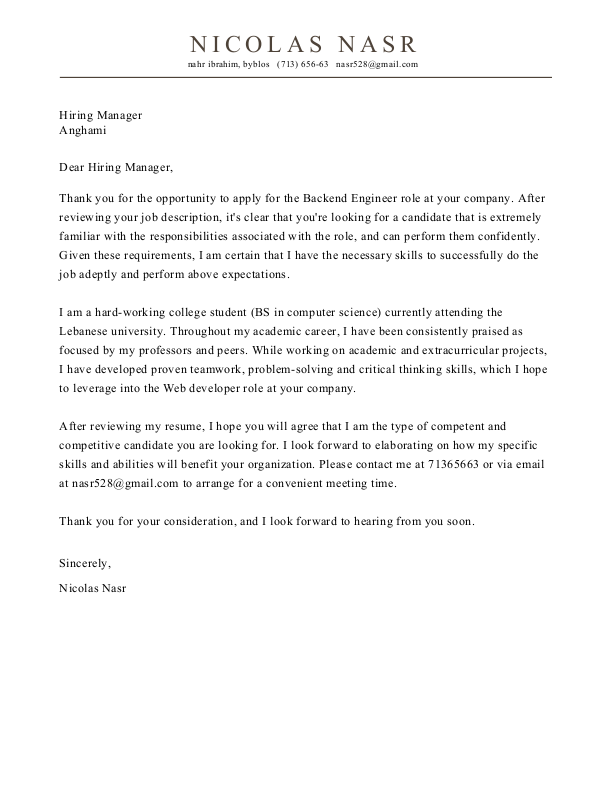 NICOLAS NASR
nahr ibrahim, byblos (713) 656-63 nasr528@gmail.com
Hiring Manager
Anghami
Dear Hiring Manager,
Thank you for the opportunity to apply for the Backend Engineer role at your company. After
reviewing your job description, it's clear that you're looking for a candidate that is extremely
familiar with the responsibilities associated with the role, and can perform them confidently.
Given these requirements, I am certain that I have the necessary skills to successfully do the
job adeptly and perform above expectations.
I am a hard-working college student (BS in computer science) currently attending the
Lebanese university. Throughout my academic career, I have been consistently praised as
focused by my professors and peers. While working on academic and extracurricular projects,
I have developed proven teamwork, problem-solving and critical thinking skills, which I hope
to leverage into the Web developer role at your company.
After reviewing my resume, I hope you will agree that I am the type of competent and
competitive candidate you are looking for. I look forward to elaborating on how my specific
skills and abilities will benefit your organization. Please contact me at 71365663 or via email
at nasr528@gmail.com to arrange for a convenient meeting time.
Thank you for your consideration, and I look forward to hearing from you soon.
Sincerely,
Nicolas Nasr